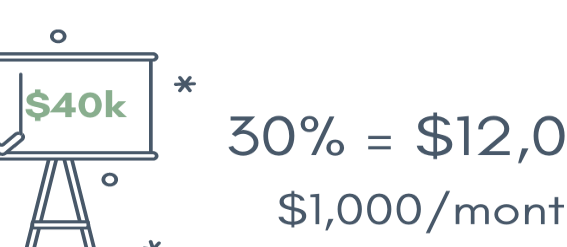 $40k
30% = $12,0
$1,000/mont